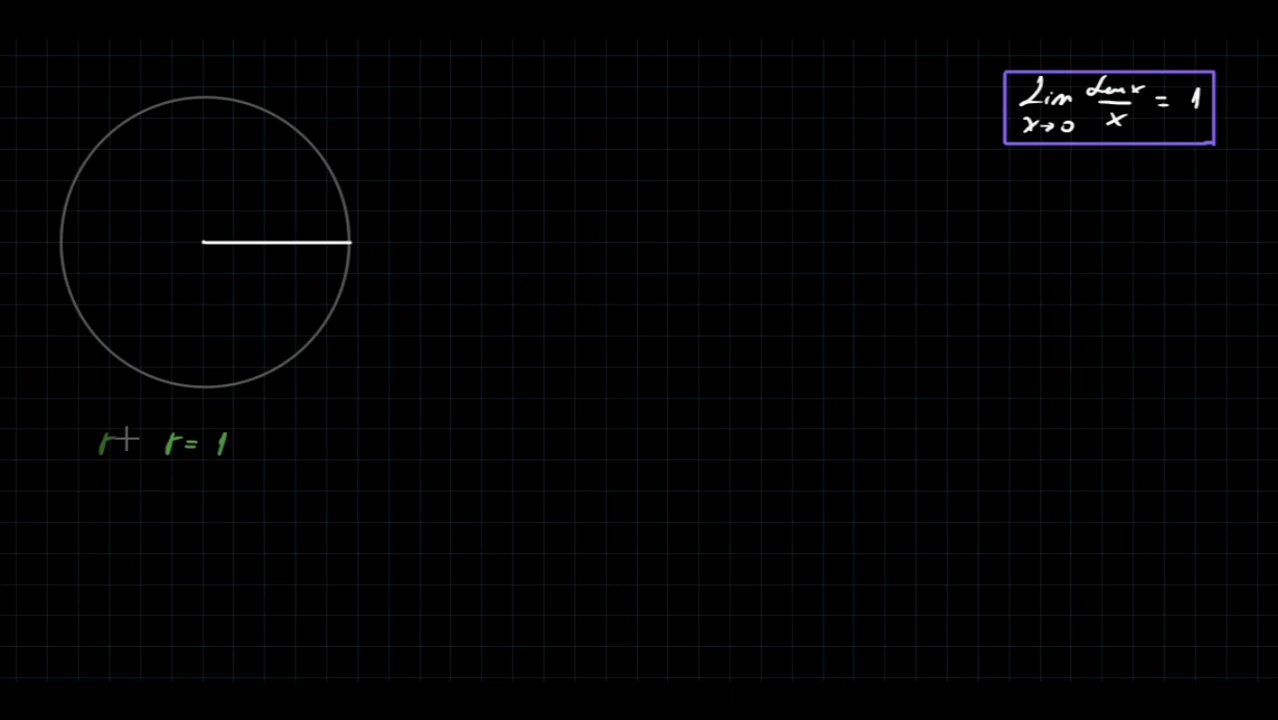 Lim sen x / x = 1
x→0
r r = 1